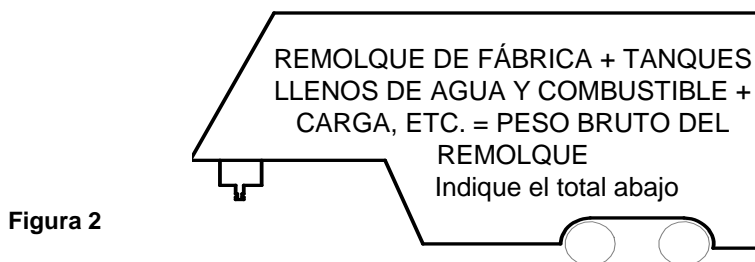 REMOLQUE DE FÁBRICA + TANQUES
LLENOS DE AGUA Y COMBUSTIBLE +
CARGA, ETC. = PESO BRUTO DEL
REMOLQUE
Indique el total abajo
Figura 2